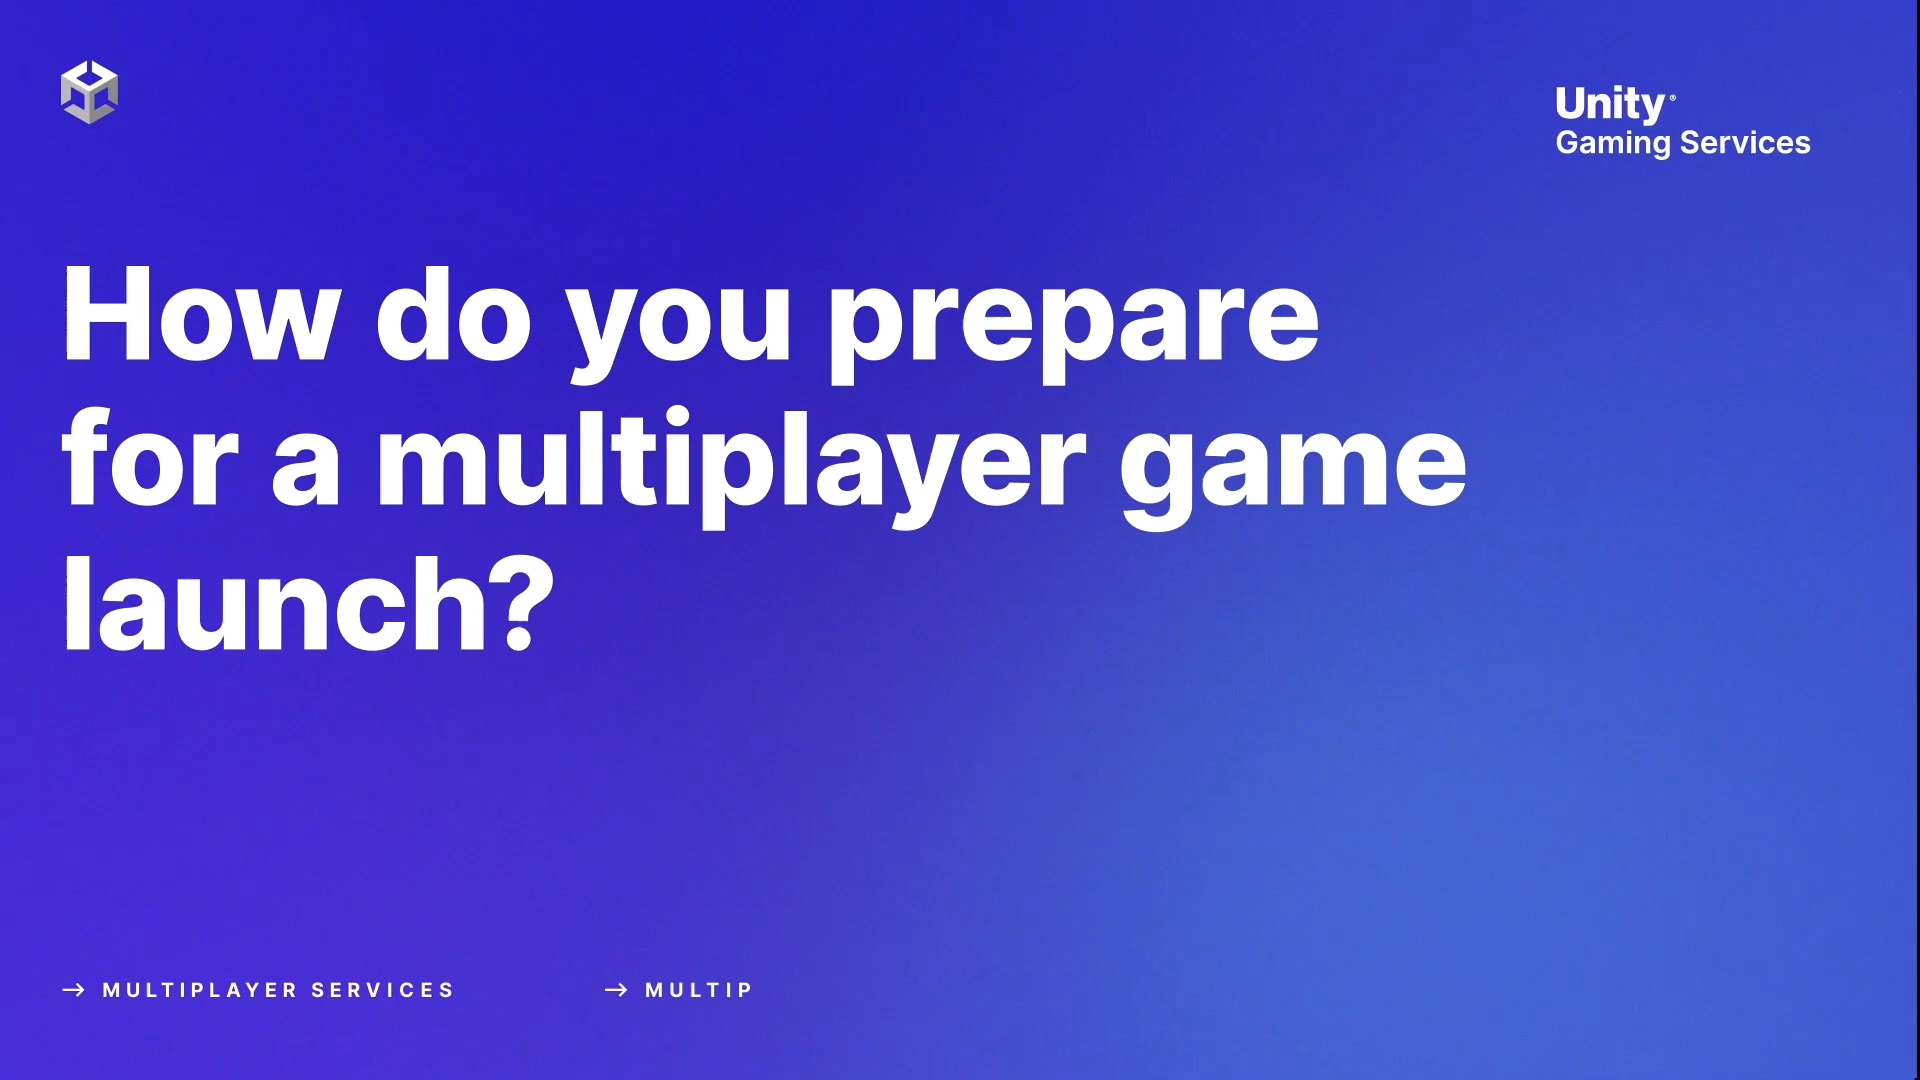 Unity®
Gaming Services
How do you prepare
for a multiplayer game
launch?
→ MULTIPLAYER SERVICES
→ MULTIP